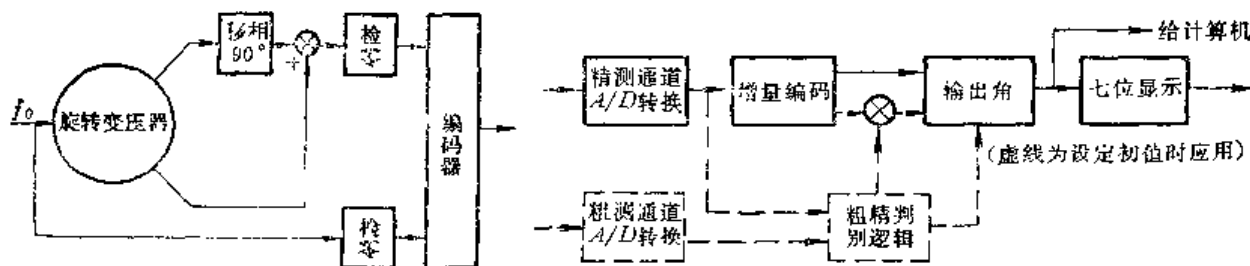 移相
90°
检
零
+
f0
旋转变压器
编
码
器
检
零
精测通道
A/D转换
增量编码
输出角
给计算机
七位显示
(虚线为设定初值时应用)
粗测通道
A/D转换
粗精判
别逻辑